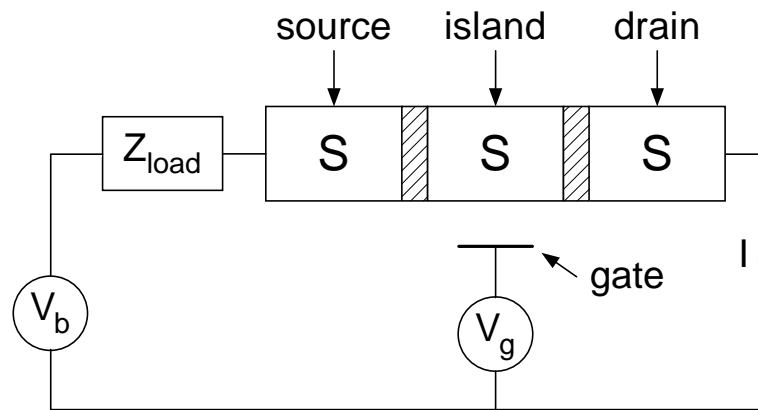 source island drain
Z_load S S S
I
gate
V_b
V_g